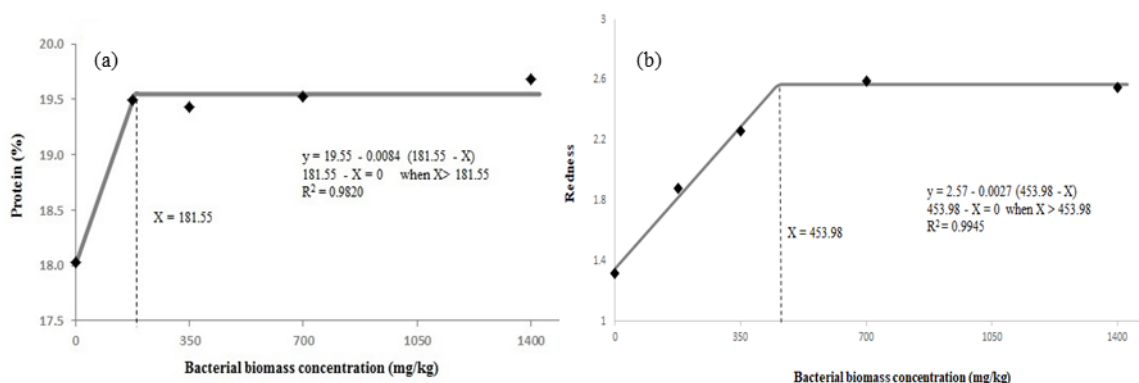 (a)
20.0
19.5
19.0
18.5
18.0
17.5
Protein (%)
y = 19.55 - 0.0084 (181.55 - X)
181.55 - X = 0 when X> 181.55
R² = 0.9820
X = 181.55
0 350 700 1050 1400
Bacterial biomass concentration (mg/kg)
(b)
3
2.6
2.2
1.8
1.4
1
Redness
y = 2.57 - 0.0027 (453.98 - X)
453.98 - X = 0 when X > 453.98
R² = 0.9945
X = 453.98
0 350 700 1050 1400
Bacterial biomass concentration (mg/kg)